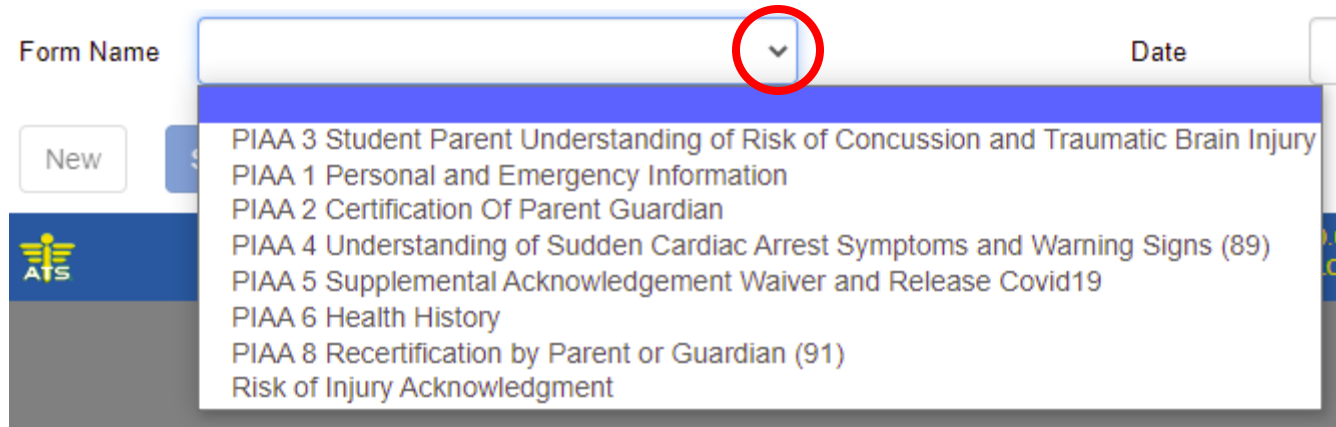 Form Name
Date
PIAA 3 Student Parent Understanding of Risk of Concussion and Traumatic Brain Injury
New
PIAA 1 Personal and Emergency Information
PIAA 2 Certification Of Parent Guardian
PIAA 4 Understanding of Sudden Cardiac Arrest Symptoms and Warning Signs (89)
ATS
PIAA 5 Supplemental Acknowledgement Waiver and Release Covid19
PIAA 6 Health History
PIAA 8 Recertification by Parent or Guardian (91)
Risk of Injury Acknowledgment